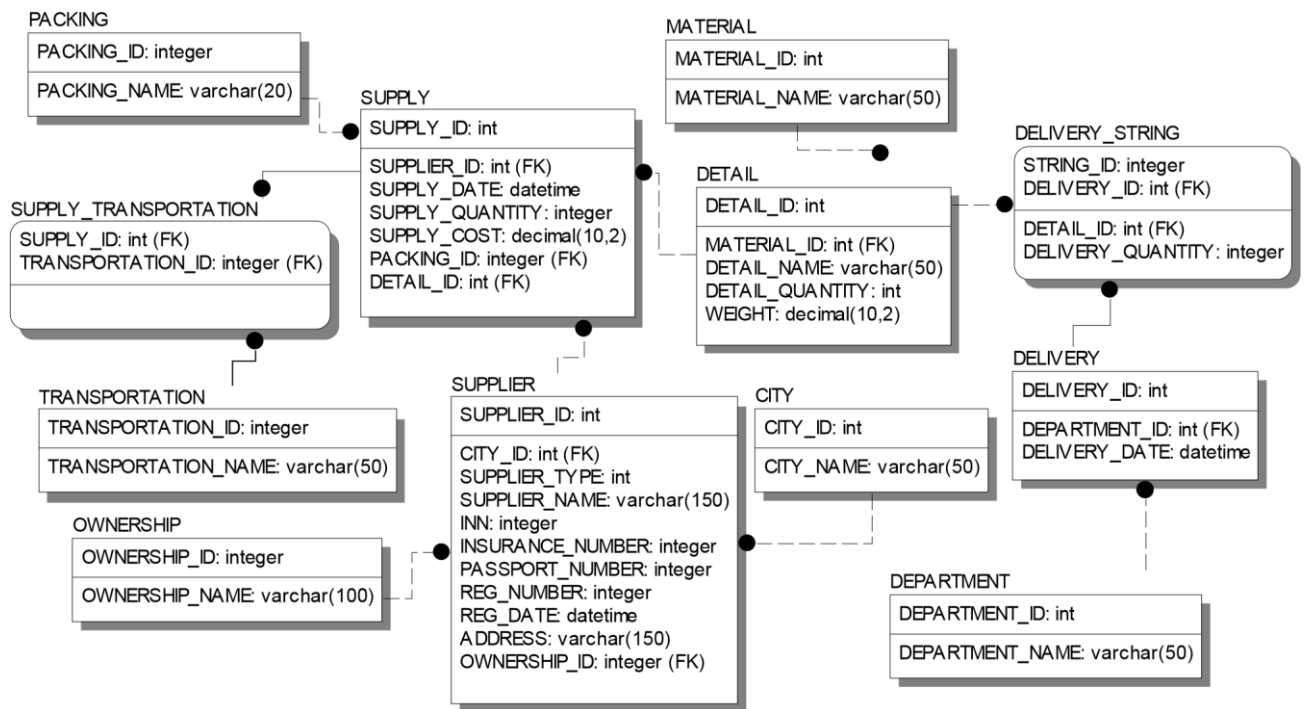 PACKING
PACKING_ID: integer
PACKING_NAME: varchar(20)
SUPPLY
SUPPLY_ID: int
SUPPLIER_ID: int (FK)
SUPPLY_DATE: datetime
SUPPLY_QUANTITY: integer
SUPPLY_COST: decimal(10,2)
PACKING_ID: integer (FK)
DETAIL_ID: int (FK)
MATERIAL
MATERIAL_ID: int
MATERIAL_NAME: varchar(50)
DETAIL
DETAIL_ID: int
MATERIAL_ID: int (FK)
DETAIL_NAME: varchar(50)
DETAIL_QUANTITY: int
WEIGHT: decimal(10,2)
DELIVERY_STRING
STRING_ID: integer
DELIVERY_ID: int (FK)
DETAIL_ID: int (FK)
DELIVERY_QUANTITY: integer
SUPPLY_TRANSPORTATION
SUPPLY_ID: int (FK)
TRANSPORTATION_ID: integer (FK)
TRANSPORTATION
TRANSPORTATION_ID: integer
TRANSPORTATION_NAME: varchar(50)
SUPPLIER
SUPPLIER_ID: int
CITY_ID: int (FK)
SUPPLIER_TYPE: int
SUPPLIER_NAME: varchar(150)
INN: integer
INSURANCE_NUMBER: integer
PASSPORT_NUMBER: integer
REG_NUMBER: integer
REG_DATE: datetime
ADDRESS: varchar(150)
OWNERSHIP_ID: integer (FK)
CITY
CITY_ID: int
CITY_NAME: varchar(50)
DELIVERY
DELIVERY_ID: int
DEPARTMENT_ID: int (FK)
DELIVERY_DATE: datetime
OWNERSHIP
OWNERSHIP_ID: integer
OWNERSHIP_NAME: varchar(100)
DEPARTMENT
DEPARTMENT_ID: int
DEPARTMENT_NAME: varchar(50)